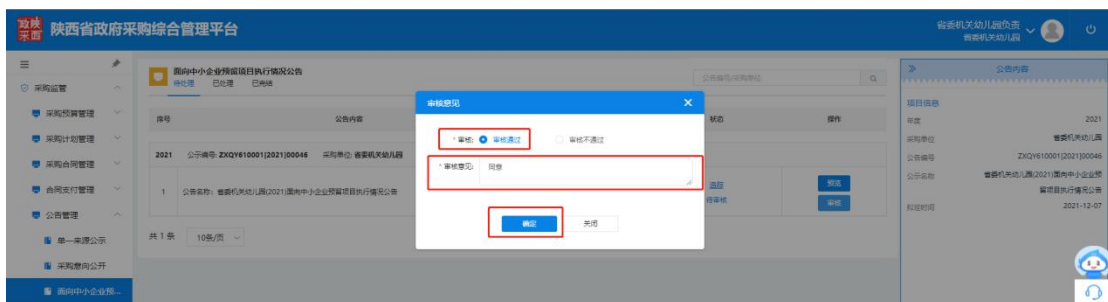 政陕
采西
陕西省政府采购综合管理平台
省委机关幼儿园负责
省委机关幼儿园
采购监管
采购预算管理
采购计划管理
采购合同管理
合同支付管理
公告管理
单一来源公示
采购意向公开
面向中小企业预...
面向中小企业预留项目执行情况公告
待处理 已处理 已完结
公告编号/采购单位
序号 公告内容 状态 操作
2021 公示编号: ZXQY610001[2021]00046 采购单位: 省委机关幼儿园
1 公告名称: 省委机关幼儿园(2021)面向中小企业预留项目执行情况公告
追踪
待审核
预览
审核
共 1 条 10条/页
审核意见
* 审核: 审核通过 审核不通过
* 审核意见: 同意
确定 关闭
公告内容
项目信息
年度 2021
采购单位 省委机关幼儿园
公告编号 ZXQY610001[2021]00046
公示名称 省委机关幼儿园(2021)面向中小企业预
留项目执行情况公告
拟定时间 2021-12-07